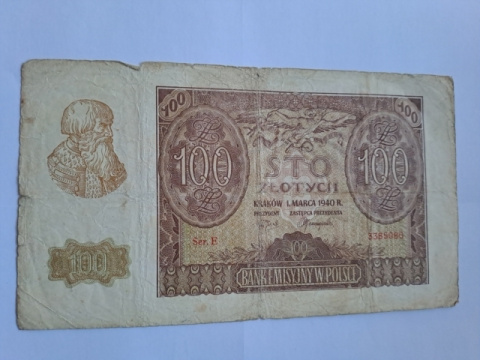 100
100
100
STO
100
ZŁOTYCH
KRAKÓW 1. MARCA 1940 R.
PREZYDENT
ZASTĘPCA PREZYDENTA
Ser. E
100
100
BANK EMISYJNY W POLSCE